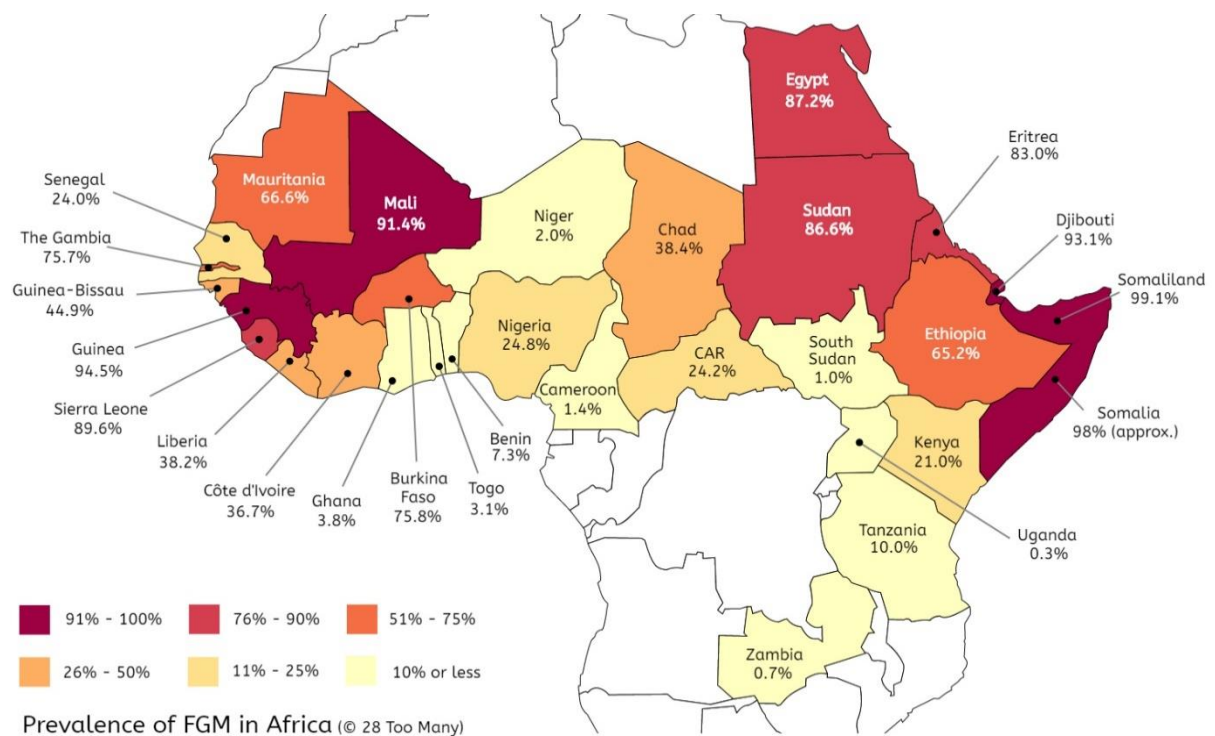 Egypt
87.2%
Eritrea
83.0%
Senegal
24.0%
Mauritania
66.6%
Mali
91.4%
Niger
2.0%
Chad
38.4%
Sudan
86.6%
Djibouti
93.1%
The Gambia
75.7%
Somaliland
99.1%
Guinea-Bissau
44.9%
Nigeria
24.8%
CAR
24.2%
South
Sudan
1.0%
Ethiopia
65.2%
Guinea
94.5%
Cameroon
1.4%
Sierra Leone
89.6%
Somalia
98% (approx.)
Liberia
38.2%
Benin
7.3%
Kenya
21.0%
Côte d'Ivoire
36.7%
Ghana
3.8%
Burkina
Faso
75.8%
Togo
3.1%
Uganda
0.3%
Tanzania
10.0%
Zambia
0.7%
91% - 100%
76% - 90%
51% - 75%
26% - 50%
11% - 25%
10% or less
Prevalence of FGM in Africa (© 28 Too Many)